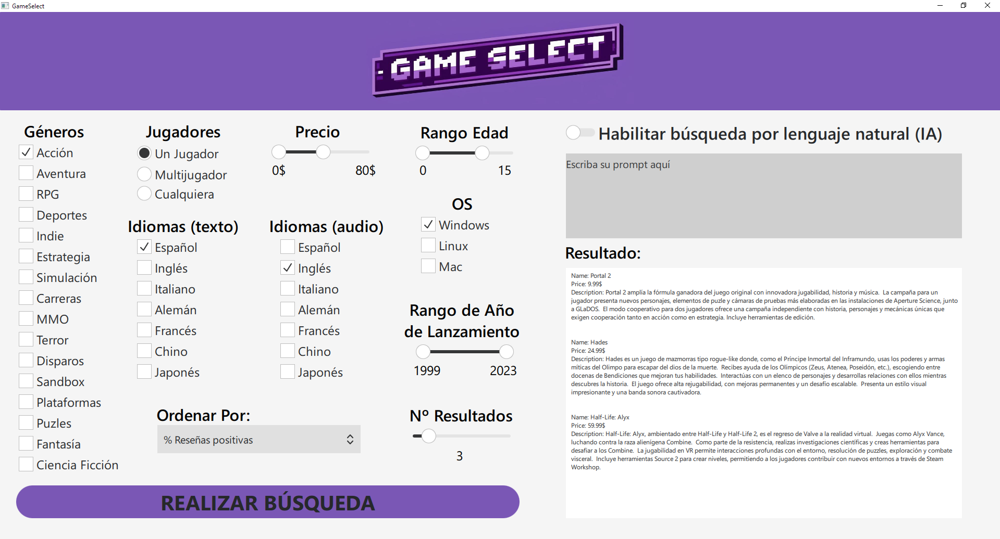 GameSelect
GAME SELECT
Géneros
Acción
Aventura
RPG
Deportes
Indie
Estrategia
Simulación
Carreras
MMO
Terror
Disparos
Sandbox
Plataformas
Puzles
Fantasía
Ciencia Ficción
Jugadores
Un Jugador
Multijugador
Cualquiera
Precio
0$ 80$
Rango Edad
0 15
Idiomas (texto)
Español
Inglés
Italiano
Alemán
Francés
Chino
Japonés
Idiomas (audio)
Español
Inglés
Italiano
Alemán
Francés
Chino
Japonés
OS
Windows
Linux
Mac
Rango de Año
de Lanzamiento
1999 2023
Ordenar Por:
% Reseñas positivas
Nº Resultados
3
REALIZAR BÚSQUEDA
Habilitar búsqueda por lenguaje natural (IA)
Escriba su prompt aquí
Resultado:
Name: Portal 2
Price: 9.99$
Description: Portal 2 amplía la fórmula ganadora del juego original con innovadora jugabilidad, historia y música.  La campaña para un
jugador presenta nuevos personajes, elementos de puzle y cámaras de pruebas más elaboradas en las instalaciones de Aperture Science, junto
a GLaDOS.  El modo cooperativo para dos jugadores ofrece una campaña independiente con historia, personajes y mecánicas únicas que
exigen cooperación tanto en acción como en estrategia. Incluye herramientas de edición.
Name: Hades
Price: 24.99$
Description: Hades es un juego de mazmorras tipo rogue-like donde, como el Príncipe Inmortal del Inframundo, usas los poderes y armas
míticas del Olimpo para escapar del dios de la muerte.  Recibes ayuda de los Olímpicos (Zeus, Atenea, Poseidón, etc.), escogiendo entre
docenas de Bendiciones que mejoran tus habilidades.  Interactúas con un elenco de personajes y desarrollas relaciones con ellos mientras
descubres la historia.  El juego ofrece alta rejugabilidad, con mejoras permanentes y un desafío escalable.  Presenta un estilo visual
impresionante y una banda sonora cautivadora.
Name: Half-Life: Alyx
Price: 59.99$
Description: Half-Life: Alyx, ambientado entre Half-Life y Half-Life 2, es el regreso de Valve a la realidad virtual.  Juegas como Alyx Vance,
luchando contra la raza alienígena Combine.  Como parte de la resistencia, realizas investigaciones científicas y creas herramientas para
desafiar a los Combine.  La jugabilidad en VR permite interacciones profundas con el entorno, resolución de puzzles, exploración y combate
visceral.  Incluye herramientas Source 2 para crear niveles, permitiendo a los jugadores contribuir con nuevos entornos a través de Steam
Workshop.